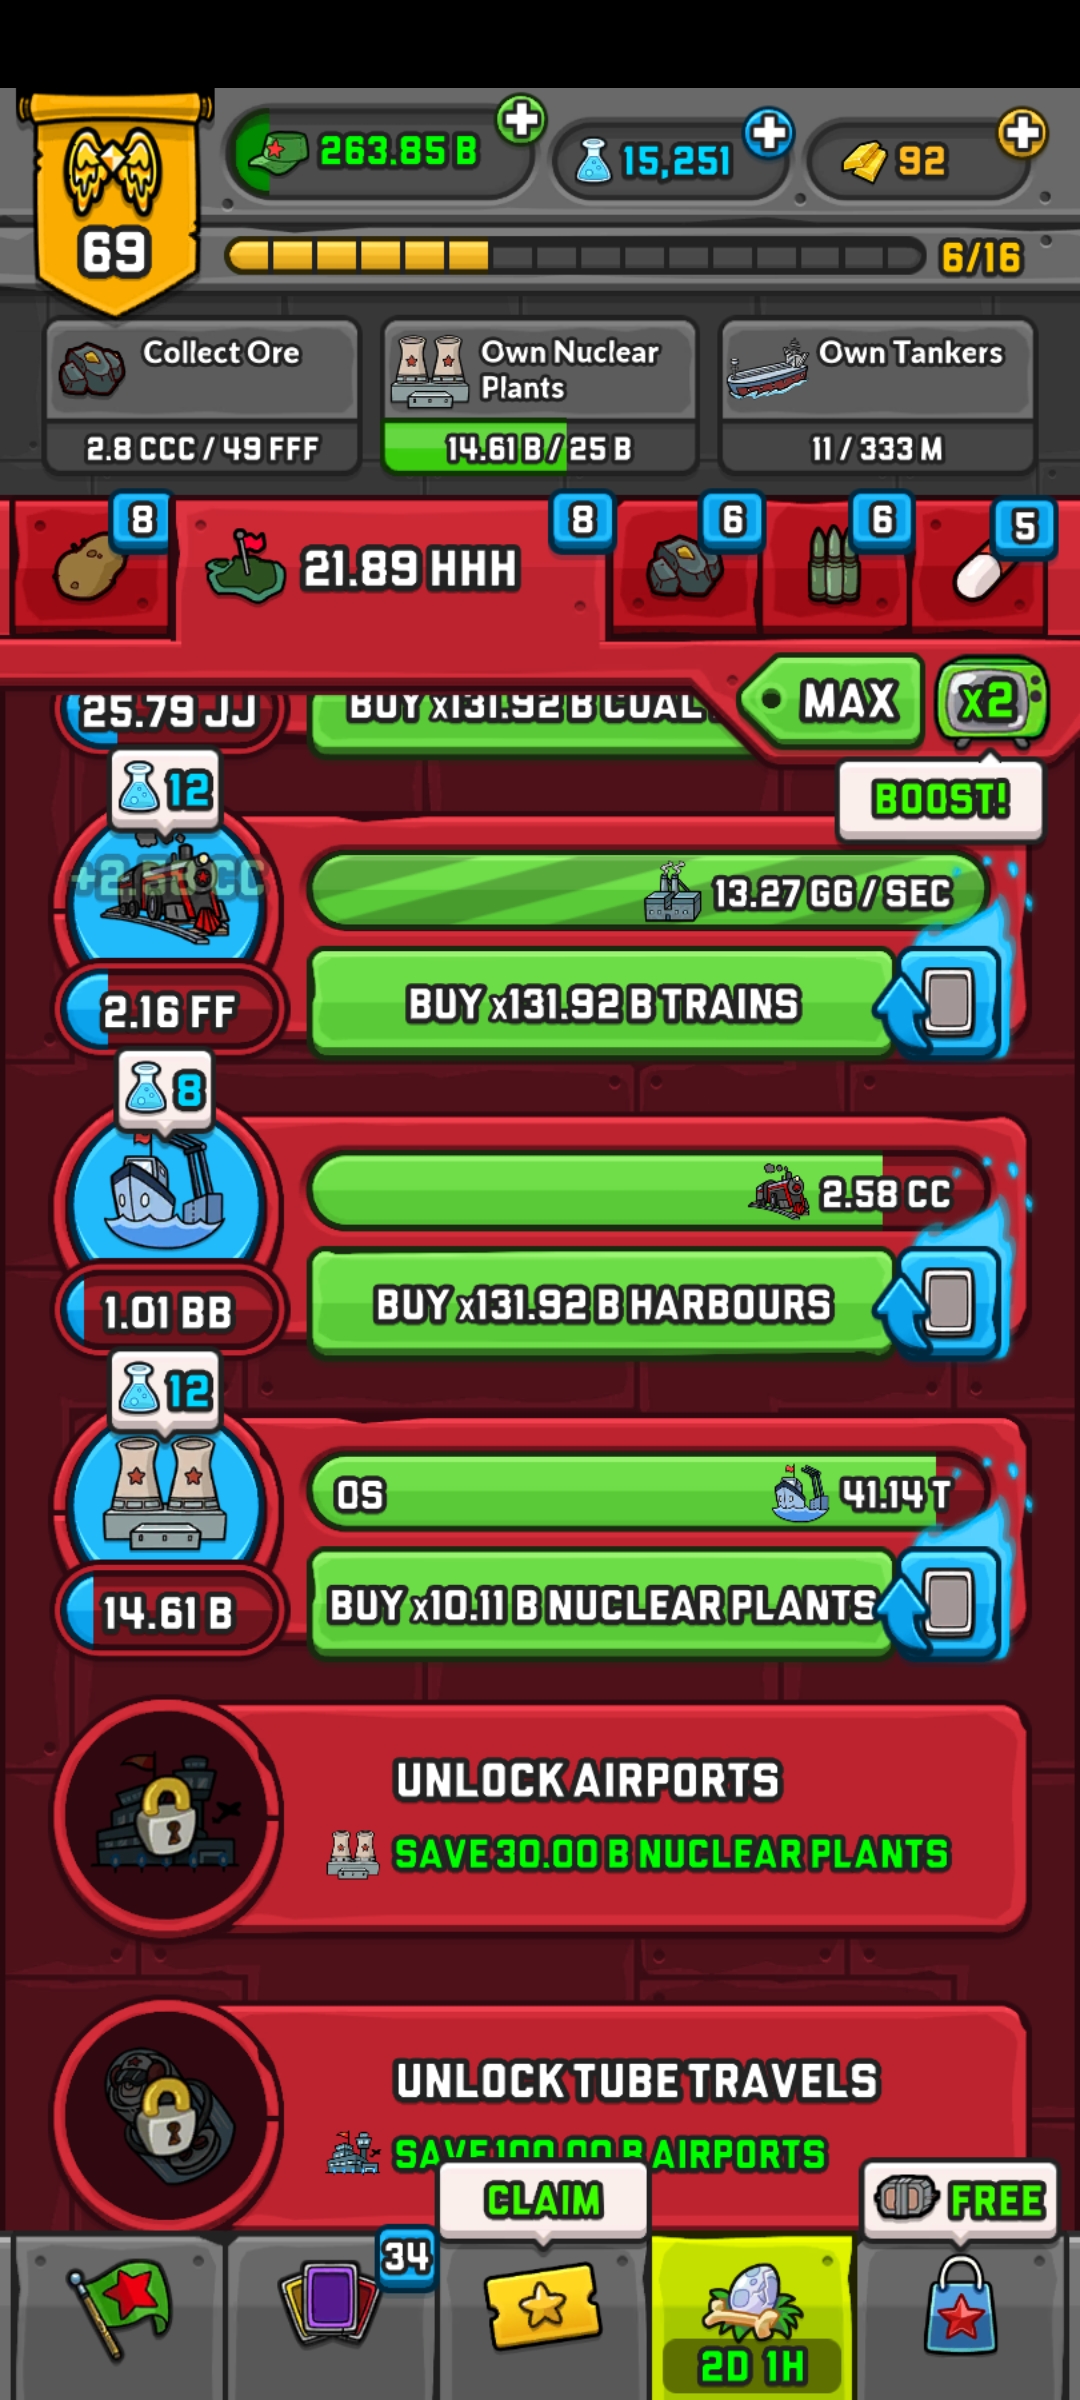 263.85 B
15,251
92
69
6/16
Collect Ore
2.8 CCC / 49 FFF
Own Nuclear
Plants
14.61 B / 25 B
Own Tankers
11 / 333 M
8
21.89 HHH
8
6
6
5
MAX
x2
BOOST!
25.79 JJ
BUY x131.92 B COAL
12
13.27 GG / SEC
2.16 FF
BUY x131.92 B TRAINS
8
2.58 CC
1.01 BB
BUY x131.92 B HARBOURS
12
0S
41.14 T
14.61 B
BUY x10.11 B NUCLEAR PLANTS
UNLOCK AIRPORTS
SAVE 30.00 B NUCLEAR PLANTS
UNLOCK TUBE TRAVELS
SAVE 100.00 B AIRPORTS
CLAIM
FREE
34
2D 1H